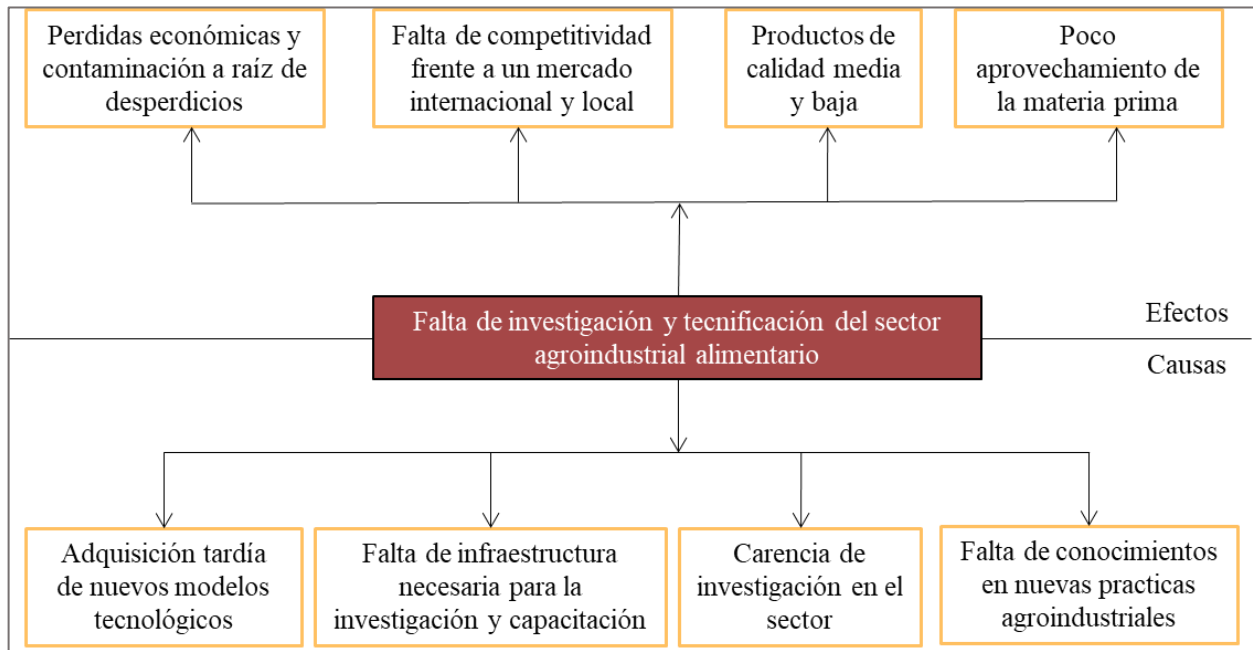 Perdidas económicas y
contaminación a raíz de
desperdicios
Falta de competitividad
frente a un mercado
internacional y local
Productos de
calidad media
y baja
Poco
aprovechamiento de
la materia prima
Falta de investigación y tecnificación del sector
agroindustrial alimentario
Efectos
Causas
Adquisición tardía
de nuevos modelos
tecnológicos
Falta de infraestructura
necesaria para la
investigación y capacitación
Carencia de
investigación en el
sector
Falta de conocimientos
en nuevas practicas
agroindustriales